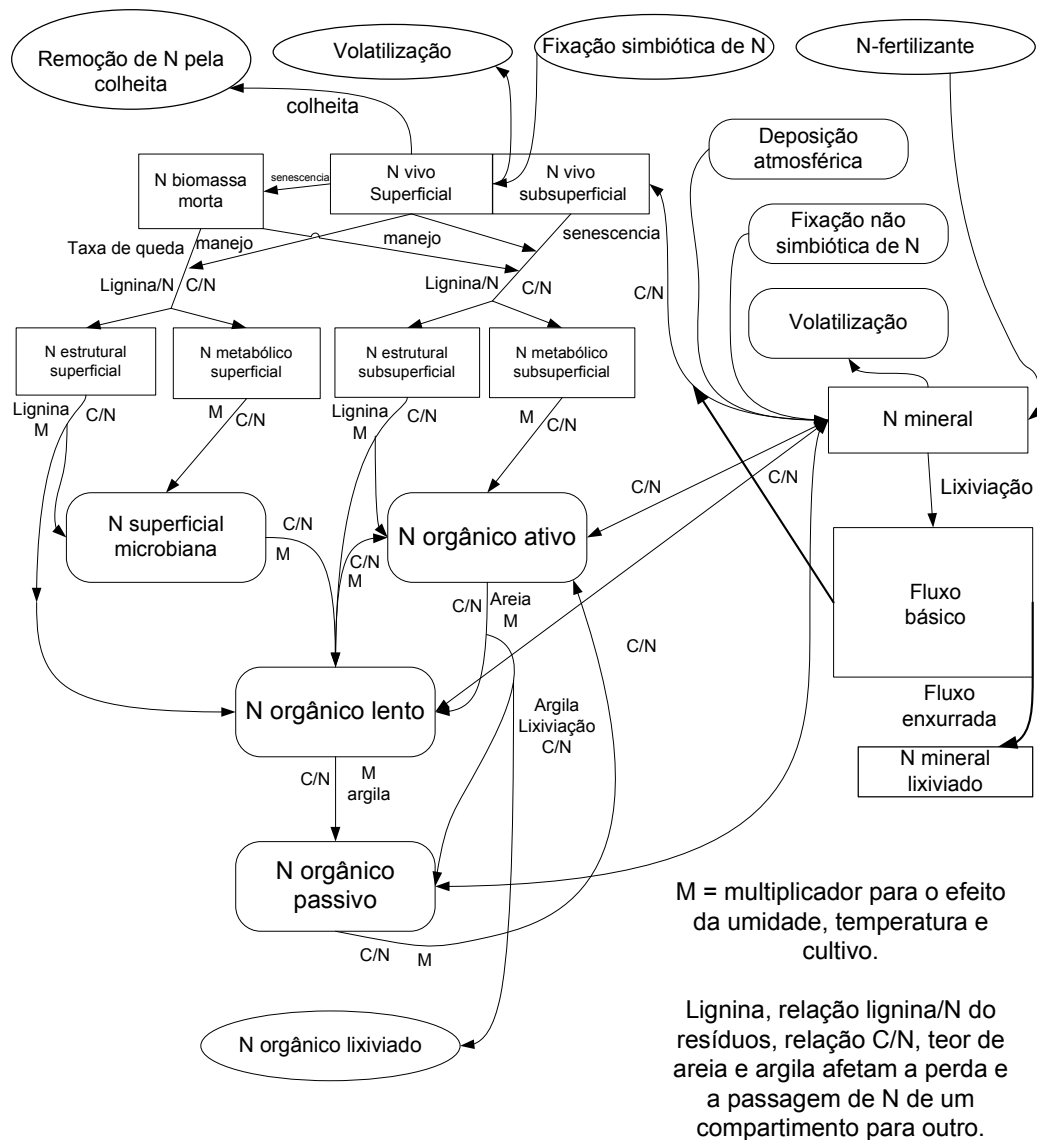 Remoção de N pela
colheita
Volatilização
Fixação simbiótica de N
N-fertilizante
colheita
Deposição
atmosférica
N biomassa
morta
senescencia
N vivo
Superficial
N vivo
subsuperficial
Fixação não
simbiótica de N
Taxa de queda
manejo
manejo
senescencia
Lignina/N
C/N
Lignina/N
C/N
C/N
Volatilização
N estrutural
superficial
N metabólico
superficial
N estrutural
subsuperficial
N metabólico
subsuperficial
N mineral
Lignina
M
C/N
M
C/N
Lignina
M
C/N
M
C/N
C/N
C/N
Lixiviação
N superficial
microbiana
C/N
M
C/N
M
N orgânico ativo
Fluxo
básico
C/N
Areia
M
C/N
N orgânico lento
Argila
Lixiviação
C/N
Fluxo
enxurrada
N mineral
lixiviado
C/N
M
argila
N orgânico
passivo
C/N
M
M = multiplicador para o efeito
da umidade, temperatura e
cultivo.
N orgânico lixiviado
Lignina, relação lignina/N do
resíduos, relação C/N, teor de
areia e argila afetam a perda e
a passagem de N de um
compartimento para outro.